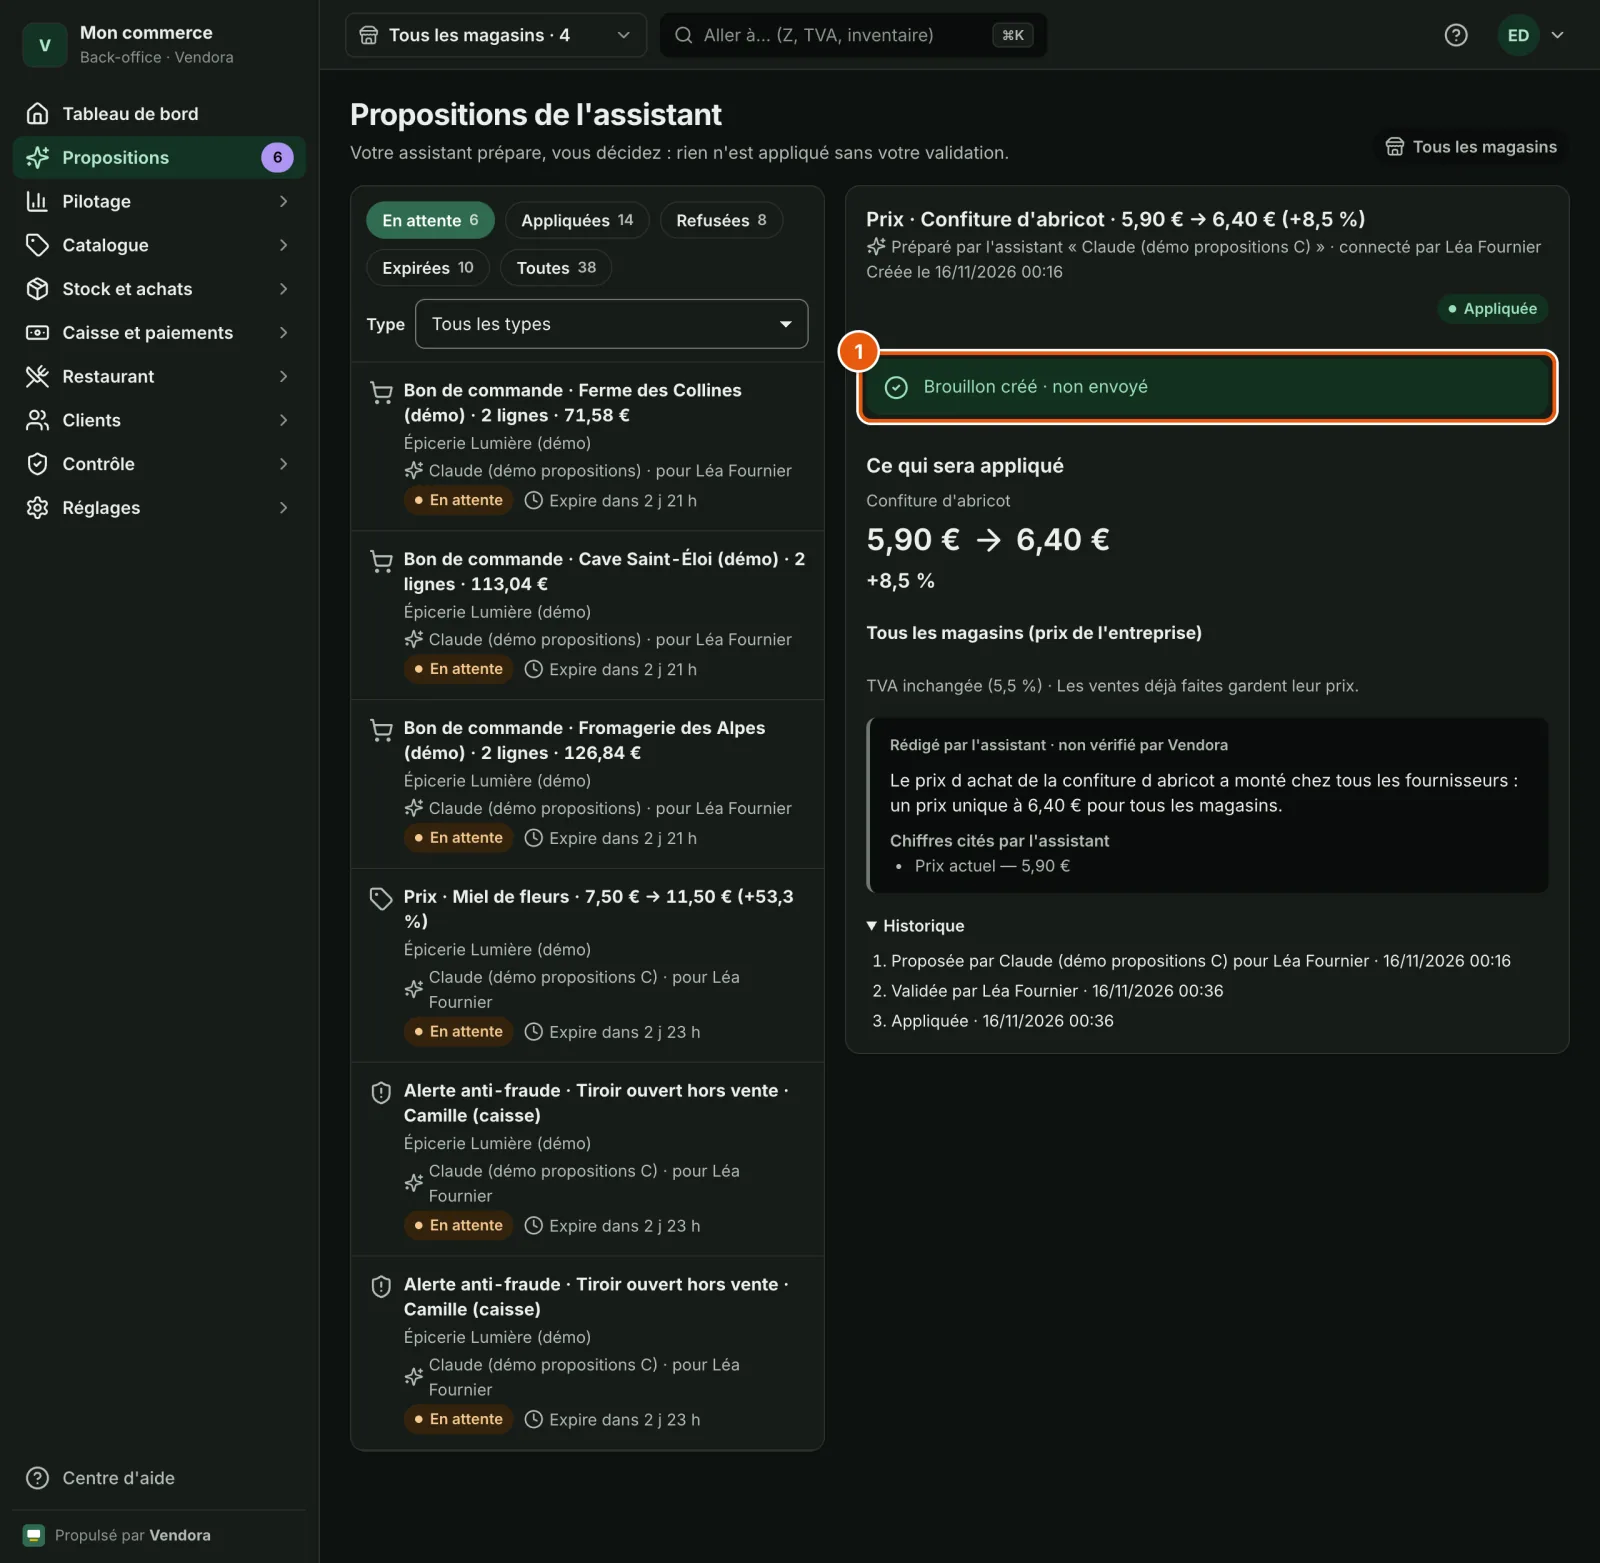 V
Mon commerce
Back-office · Vendora
Tableau de bord
Propositions 6
Pilotage
Catalogue
Stock et achats
Caisse et paiements
Restaurant
Clients
Contrôle
Réglages
Centre d'aide
Propulsé par Vendora
Tous les magasins · 4
Aller à... (Z, TVA, inventaire) ⌘K
ED
Propositions de l'assistant
Votre assistant prépare, vous décidez : rien n'est appliqué sans votre validation.
Tous les magasins
En attente 6
Appliquées 14
Refusées 8
Expirées 10
Toutes 38
Type Tous les types
Bon de commande · Ferme des Collines
(démo) · 2 lignes · 71,58 €
Épicerie Lumière (démo)
Claude (démo propositions) · pour Léa Fournier
En attente Expire dans 2 j 21 h
Bon de commande · Cave Saint-Éloi (démo) · 2
lignes · 113,04 €
Épicerie Lumière (démo)
Claude (démo propositions) · pour Léa Fournier
En attente Expire dans 2 j 21 h
Bon de commande · Fromagerie des Alpes
(démo) · 2 lignes · 126,84 €
Épicerie Lumière (démo)
Claude (démo propositions) · pour Léa Fournier
En attente Expire dans 2 j 21 h
Prix · Miel de fleurs · 7,50 € → 11,50 € (+53,3
%)
Épicerie Lumière (démo)
Claude (démo propositions C) · pour Léa
Fournier
En attente Expire dans 2 j 23 h
Alerte anti-fraude · Tiroir ouvert hors vente ·
Camille (caisse)
Épicerie Lumière (démo)
Claude (démo propositions C) · pour Léa
Fournier
En attente Expire dans 2 j 23 h
Alerte anti-fraude · Tiroir ouvert hors vente ·
Camille (caisse)
Épicerie Lumière (démo)
Claude (démo propositions C) · pour Léa
Fournier
En attente Expire dans 2 j 23 h
Prix · Confiture d'abricot · 5,90 € → 6,40 € (+8,5 %)
Préparé par l'assistant « Claude (démo propositions C) » · connecté par Léa Fournier
Créée le 16/11/2026 00:16
Appliquée
1
Brouillon créé · non envoyé
Ce qui sera appliqué
Confiture d'abricot
5,90 € → 6,40 €
+8,5 %
Tous les magasins (prix de l'entreprise)
TVA inchangée (5,5 %) · Les ventes déjà faites gardent leur prix.
Rédigé par l'assistant · non vérifié par Vendora
Le prix d achat de la confiture d abricot a monté chez tous les fournisseurs :
un prix unique à 6,40 € pour tous les magasins.
Chiffres cités par l'assistant
• Prix actuel — 5,90 €
▼ Historique
1. Proposée par Claude (démo propositions C) pour Léa Fournier · 16/11/2026 00:16
2. Validée par Léa Fournier · 16/11/2026 00:36
3. Appliquée · 16/11/2026 00:36